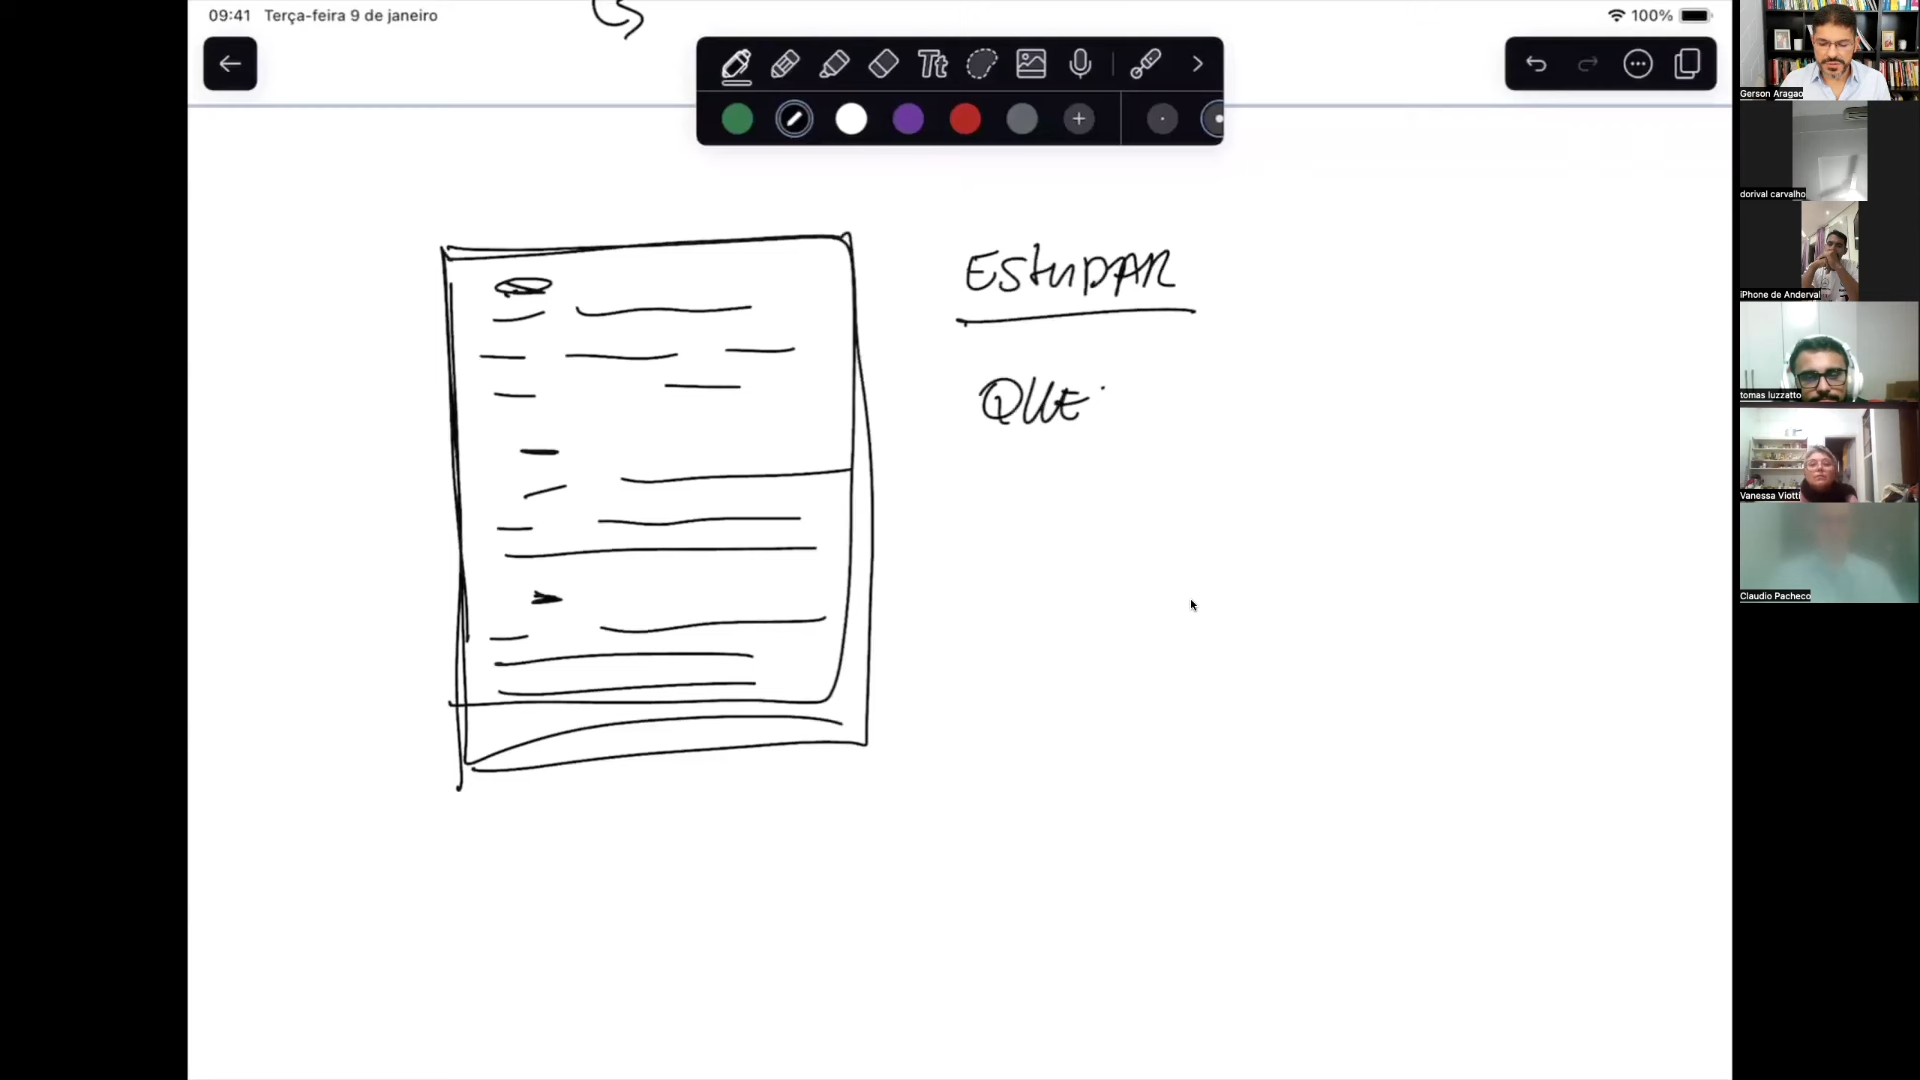 09:41 Terça-feira 9 de janeiro
100%
Tt
ESTUDAR
QUE
Gerson Aragao
dorival carvalho
iPhone de Anderval
tomas luzzatto
Vanessa Viotti
Claudio Pacheco